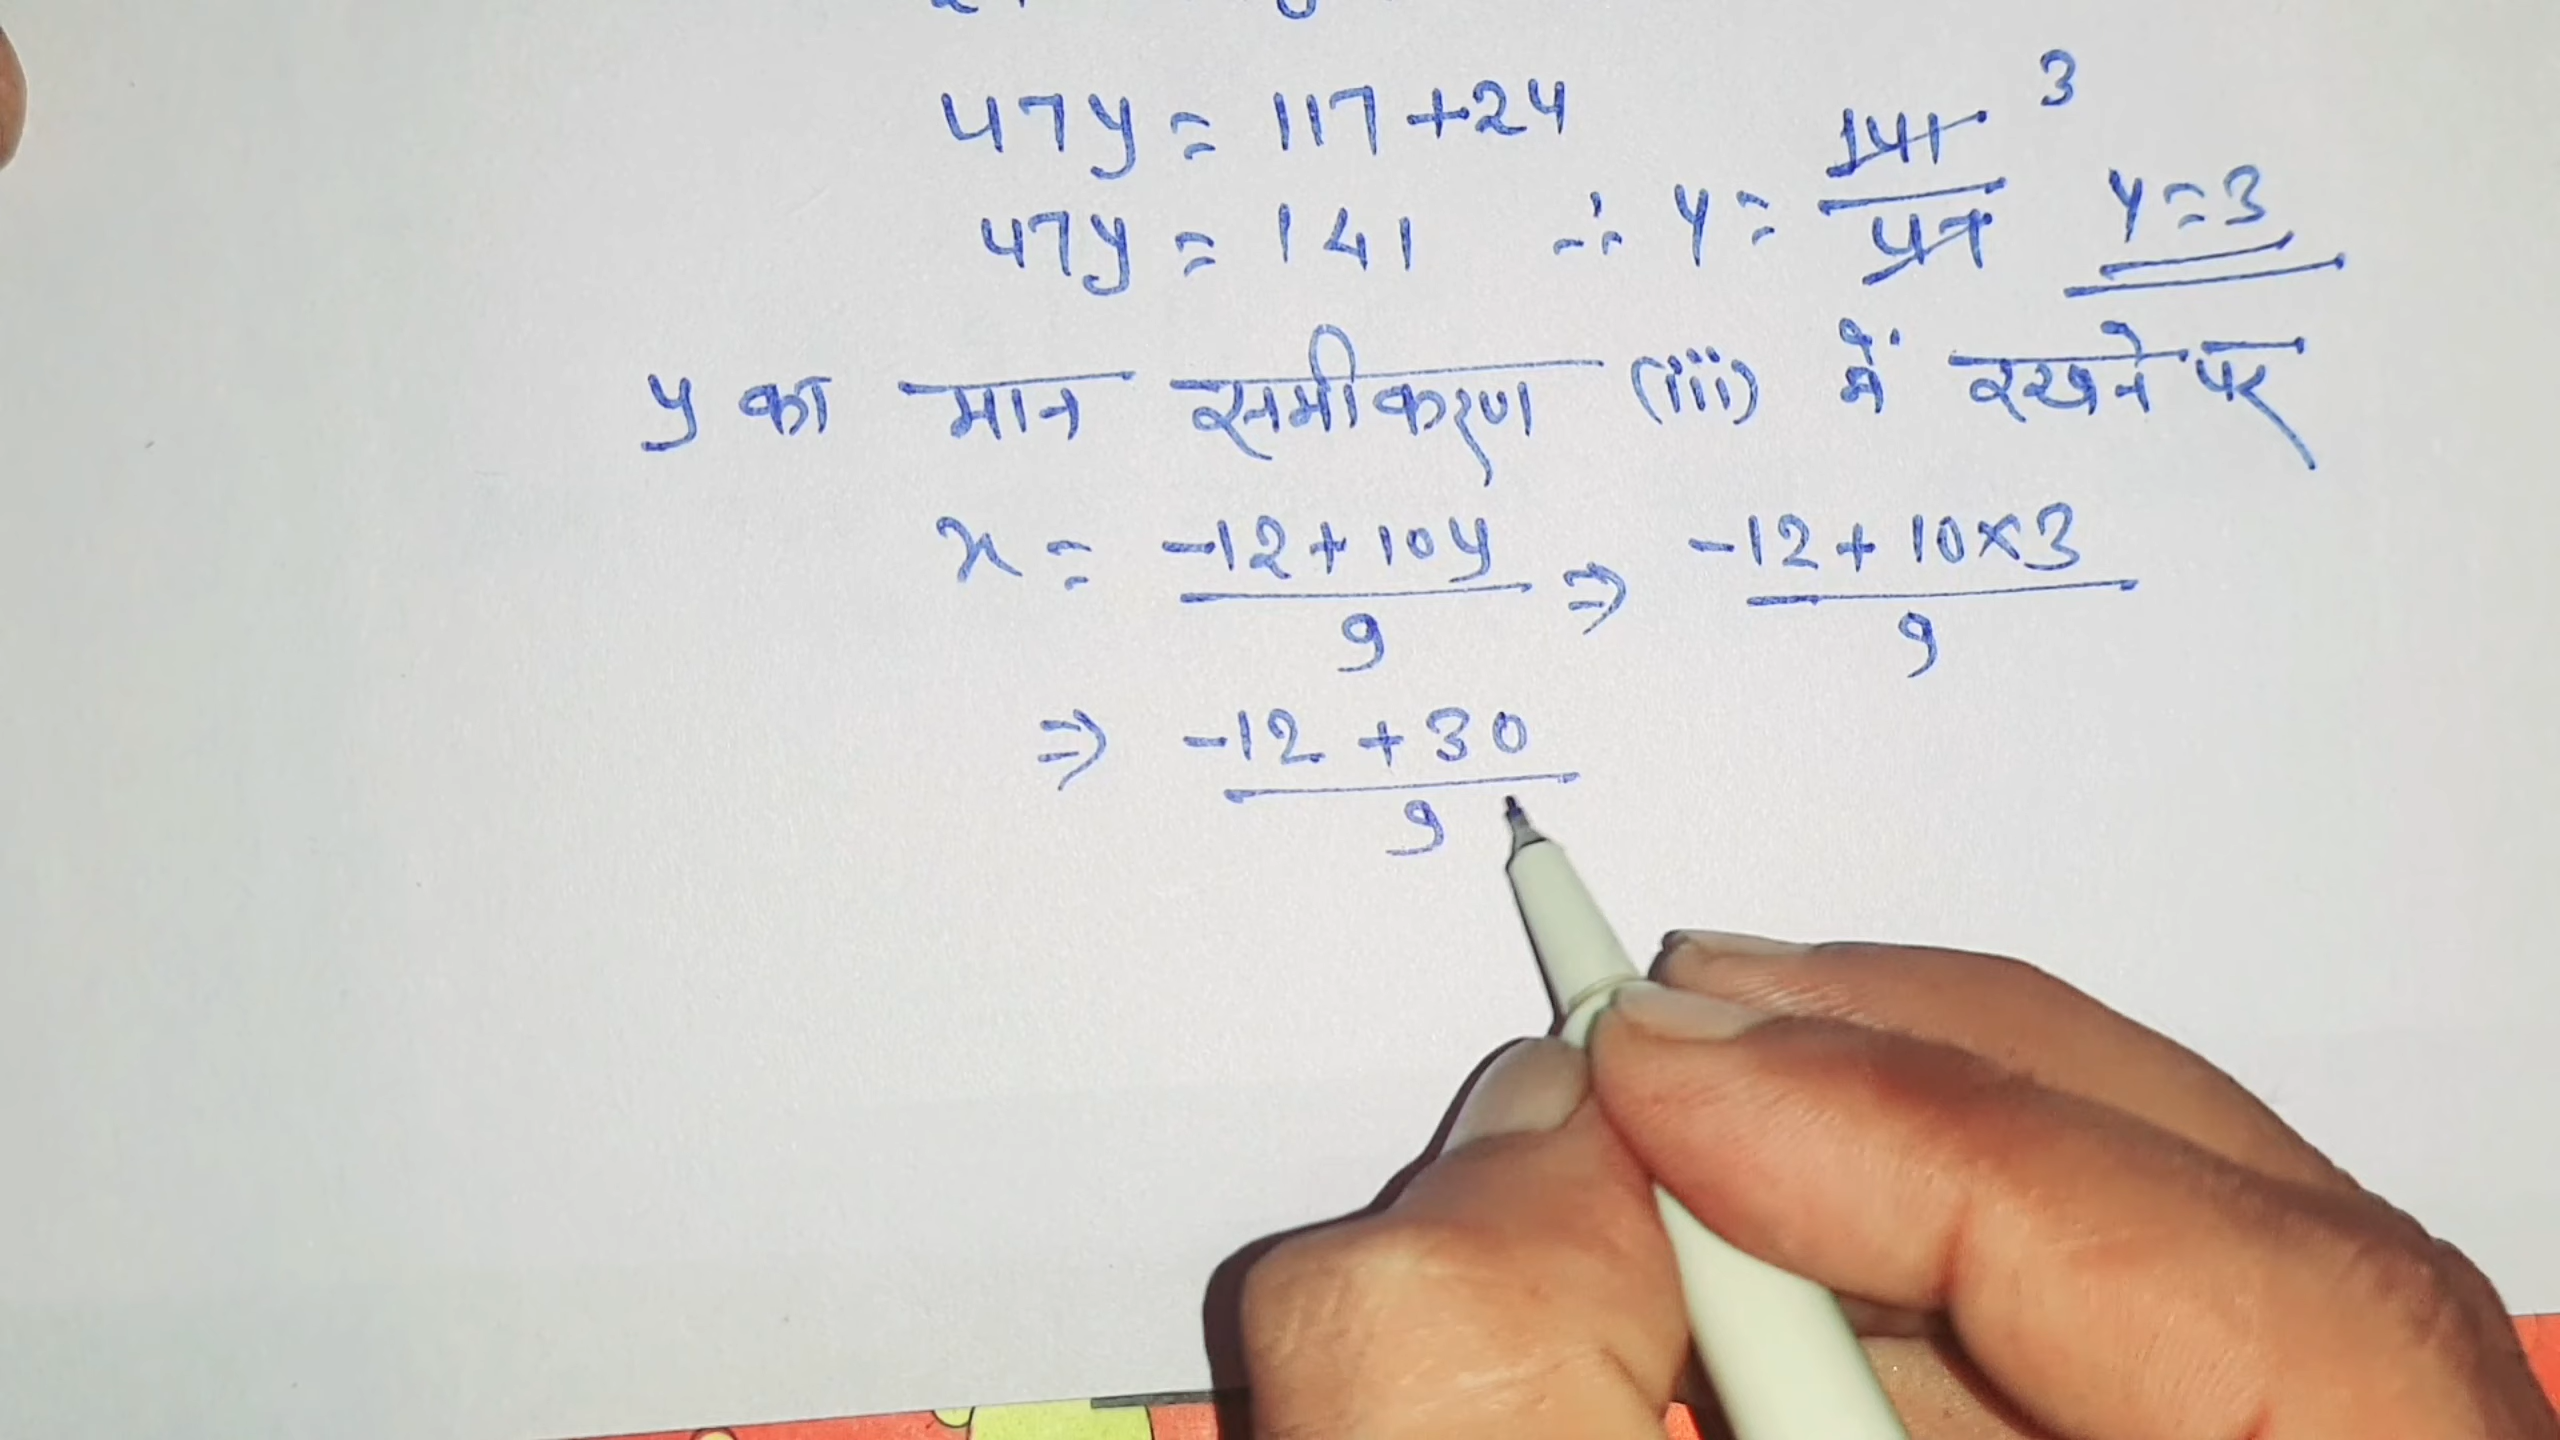 47y = 117 + 24
47y = 141 ∴ y = 141/47 3 y = 3
y का मान समीकरण (iii) में रखने पर
x = -12 + 10y / 9 ⇒ -12 + 10×3 / 9
⇒ -12 + 30 / 9